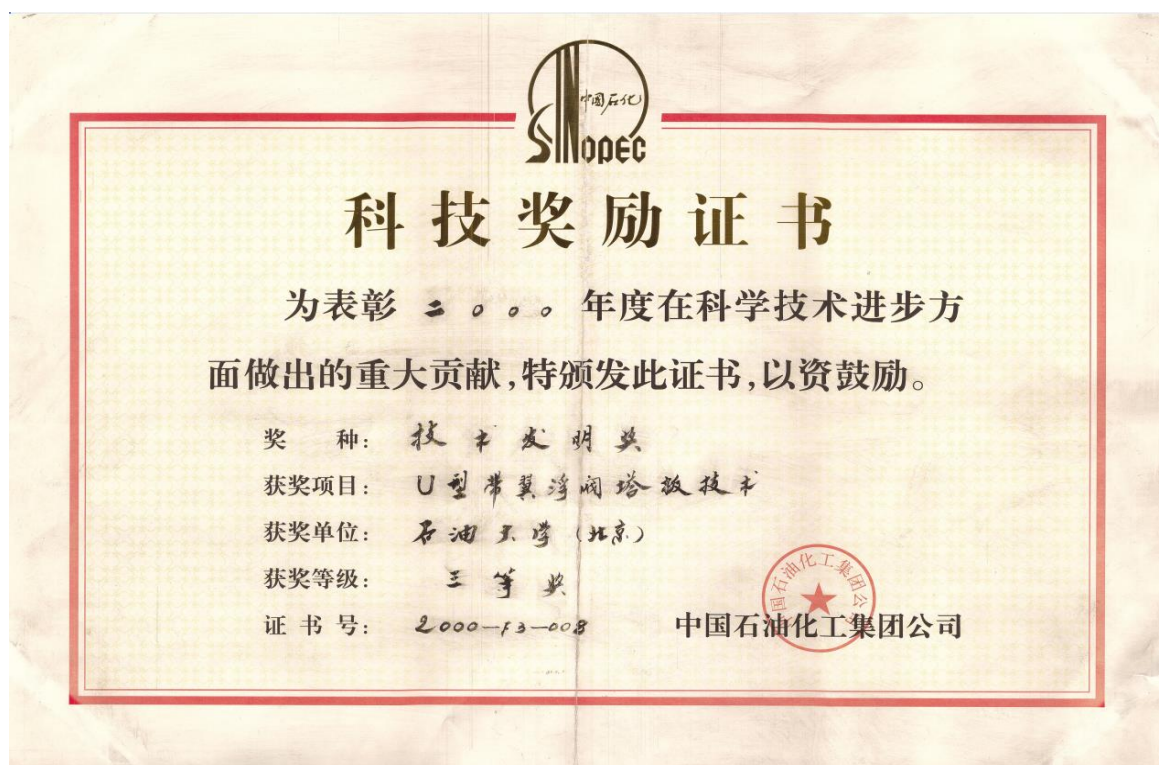 中国石化
SINOPEC
科技奖励证书
为表彰 二〇〇〇 年度在科学技术进步方
面做出的重大贡献,特颁发此证书,以资鼓励。
奖 种: 技术发明奖
获奖项目: U型带翼浮阀塔板技术
获奖单位: 石油大学(北京)
获奖等级: 三等奖
证书号: 2000-F3-008
国石油化工集团公
中国石油化工集团公司